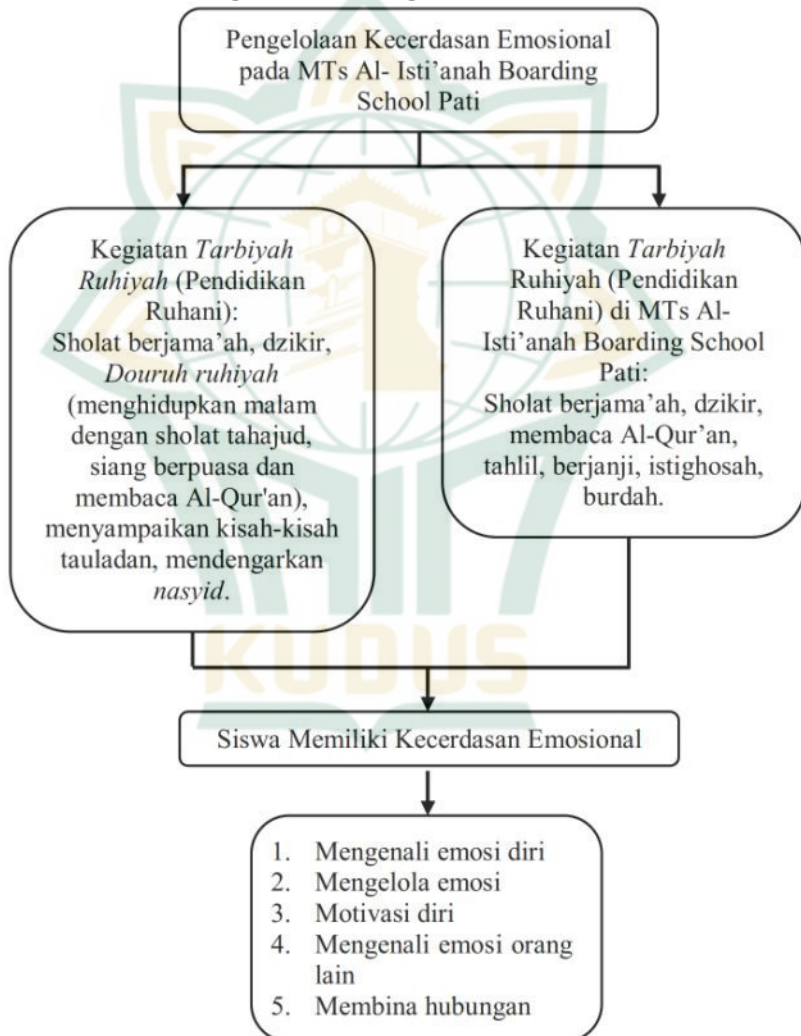 Pengelolaan Kecerdasan Emosional
pada MTs Al- Isti’anah Boarding
School Pati
Kegiatan Tarbiyah
Ruhiyah (Pendidikan
Ruhani):
Sholat berjama’ah, dzikir,
Douruh ruhiyah
(menghidupkan malam
dengan sholat tahajud,
siang berpuasa dan
membaca Al-Qur'an),
menyampaikan kisah-kisah
tauladan, mendengarkan
nasyid.
Kegiatan Tarbiyah
Ruhiyah (Pendidikan
Ruhani) di MTs Al-
Isti’anah Boarding School
Pati:
Sholat berjama’ah, dzikir,
membaca Al-Qur’an,
tahlil, berjanji, istighosah,
burdah.
KUDUS
Siswa Memiliki Kecerdasan Emosional
1. Mengenali emosi diri
2. Mengelola emosi
3. Motivasi diri
4. Mengenali emosi orang
lain
5. Membina hubungan